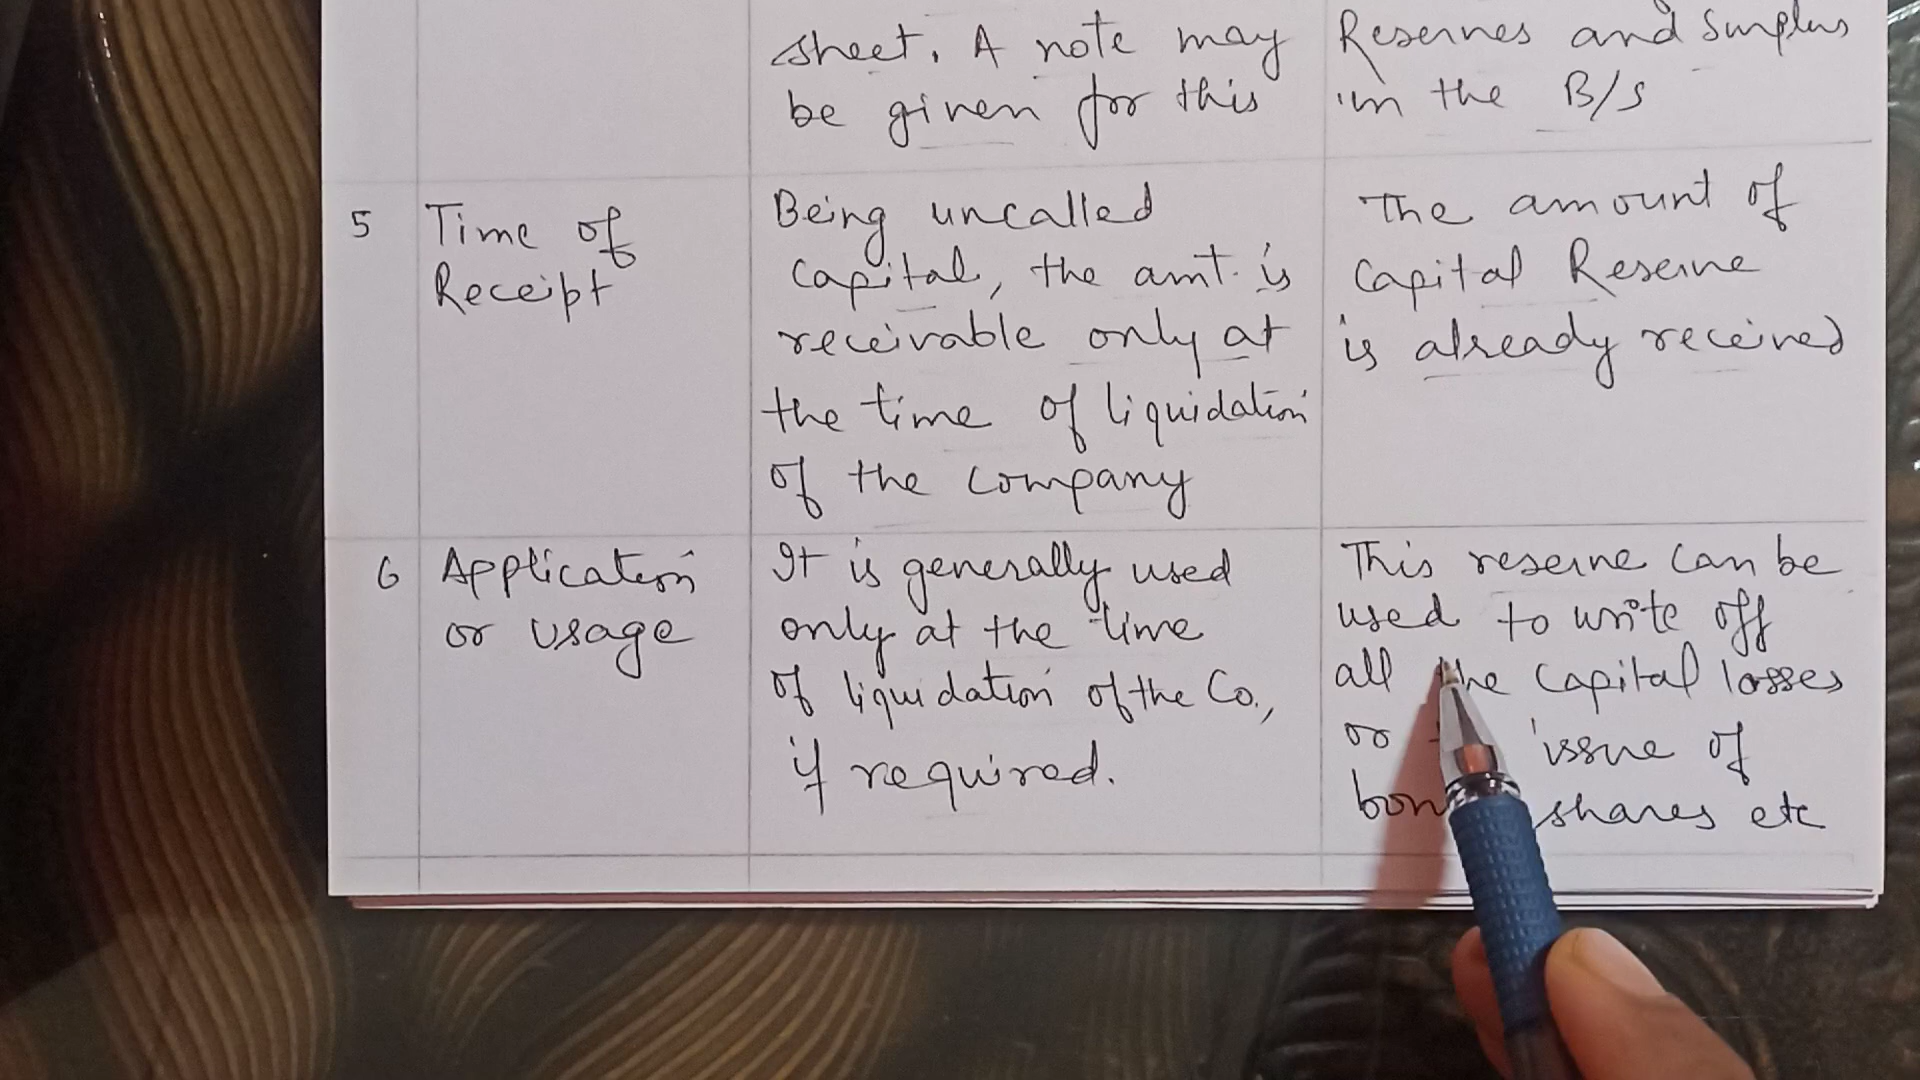 sheet. A note may
be given for this
Reserves and Surplus
in the B/S
5
Time of
Receipt
Being uncalled
capital, the amt. is
receivable only at
the time of liquidation
of the company
The amount of
Capital Reserve
is already received
6
Application
or usage
It is generally used
only at the time
of liquidation of the Co.,
if required.
This reserve can be
used to write off
all the capital losses
or issue of
shares etc